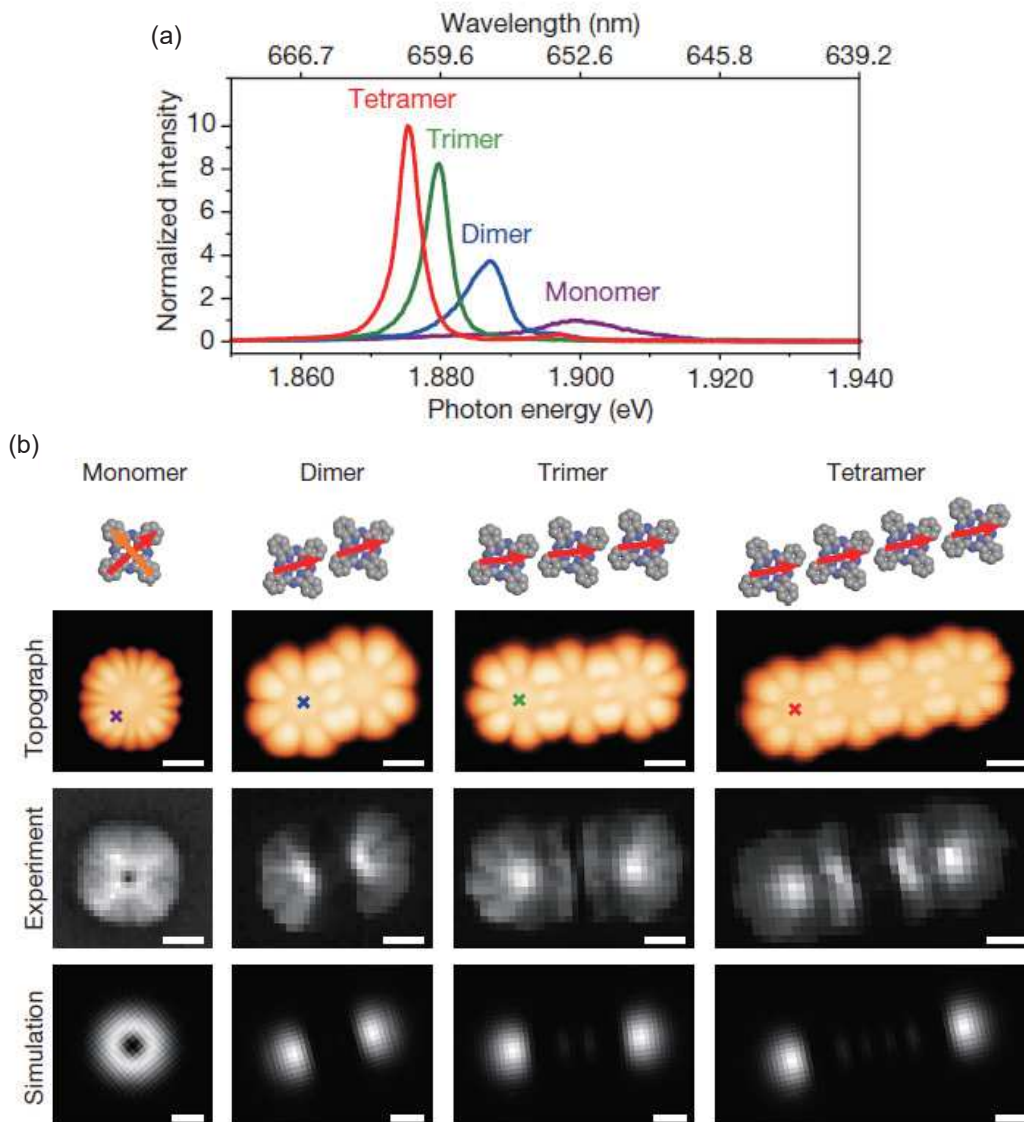 (a)
Wavelength (nm)
666.7 659.6 652.6 645.8 639.2
Normalized intensity
10
8
6
4
2
0
Tetramer
Trimer
Dimer
Monomer
1.860 1.880 1.900 1.920 1.940
Photon energy (eV)
(b)
Monomer Dimer Trimer Tetramer
Topograph
Experiment
Simulation